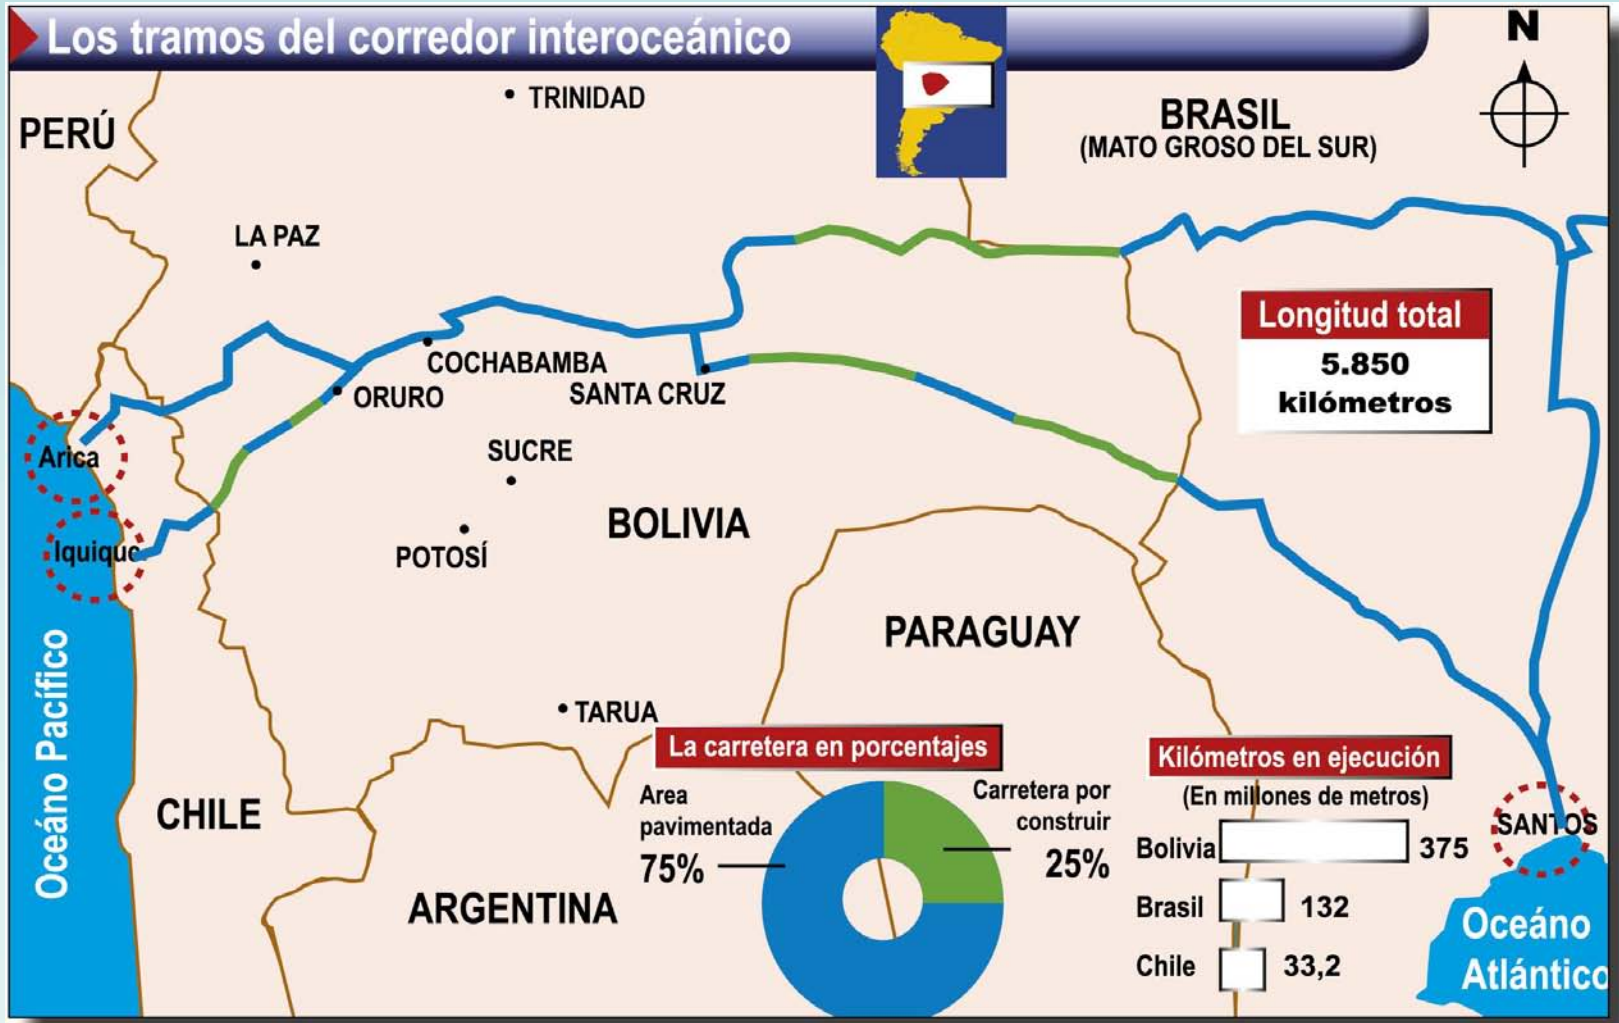 Los tramos del corredor interoceánico
N
TRINIDAD
PERÚ
BRASIL
(MATO GROSO DEL SUR)
LA PAZ
Longitud total
5.850
kilómetros
COCHABAMBA
ORURO
SANTA CRUZ
Arica
SUCRE
BOLIVIA
Iquique
POTOSÍ
PARAGUAY
Oceáno Pacífico
TARUA
CHILE
ARGENTINA
La carretera en porcentajes
Area
pavimentada
75%
Carretera por
construir
25%
Kilómetros en ejecución
(En millones de metros)
Bolivia 375
Brasil 132
Chile 33,2
SANTOS
Oceáno
Atlántico